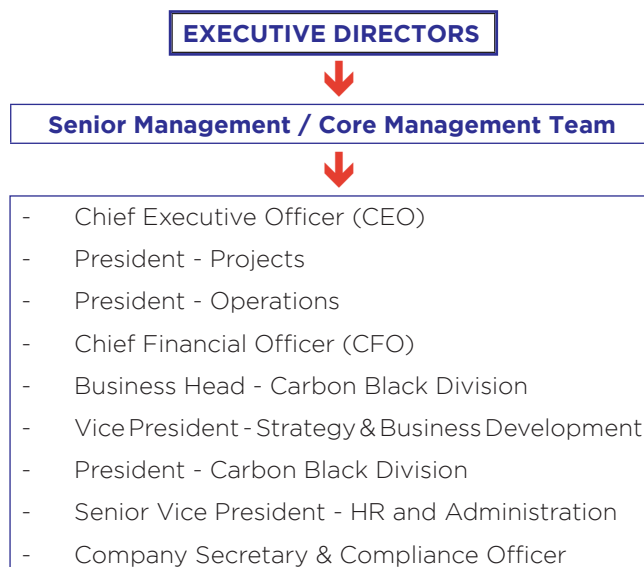 EXECUTIVE DIRECTORS
Senior Management / Core Management Team
- Chief Executive Officer (CEO)
- President - Projects
- President - Operations
- Chief Financial Officer (CFO)
- Business Head - Carbon Black Division
- Vice President - Strategy & Business Development
- President - Carbon Black Division
- Senior Vice President - HR and Administration
- Company Secretary & Compliance Officer